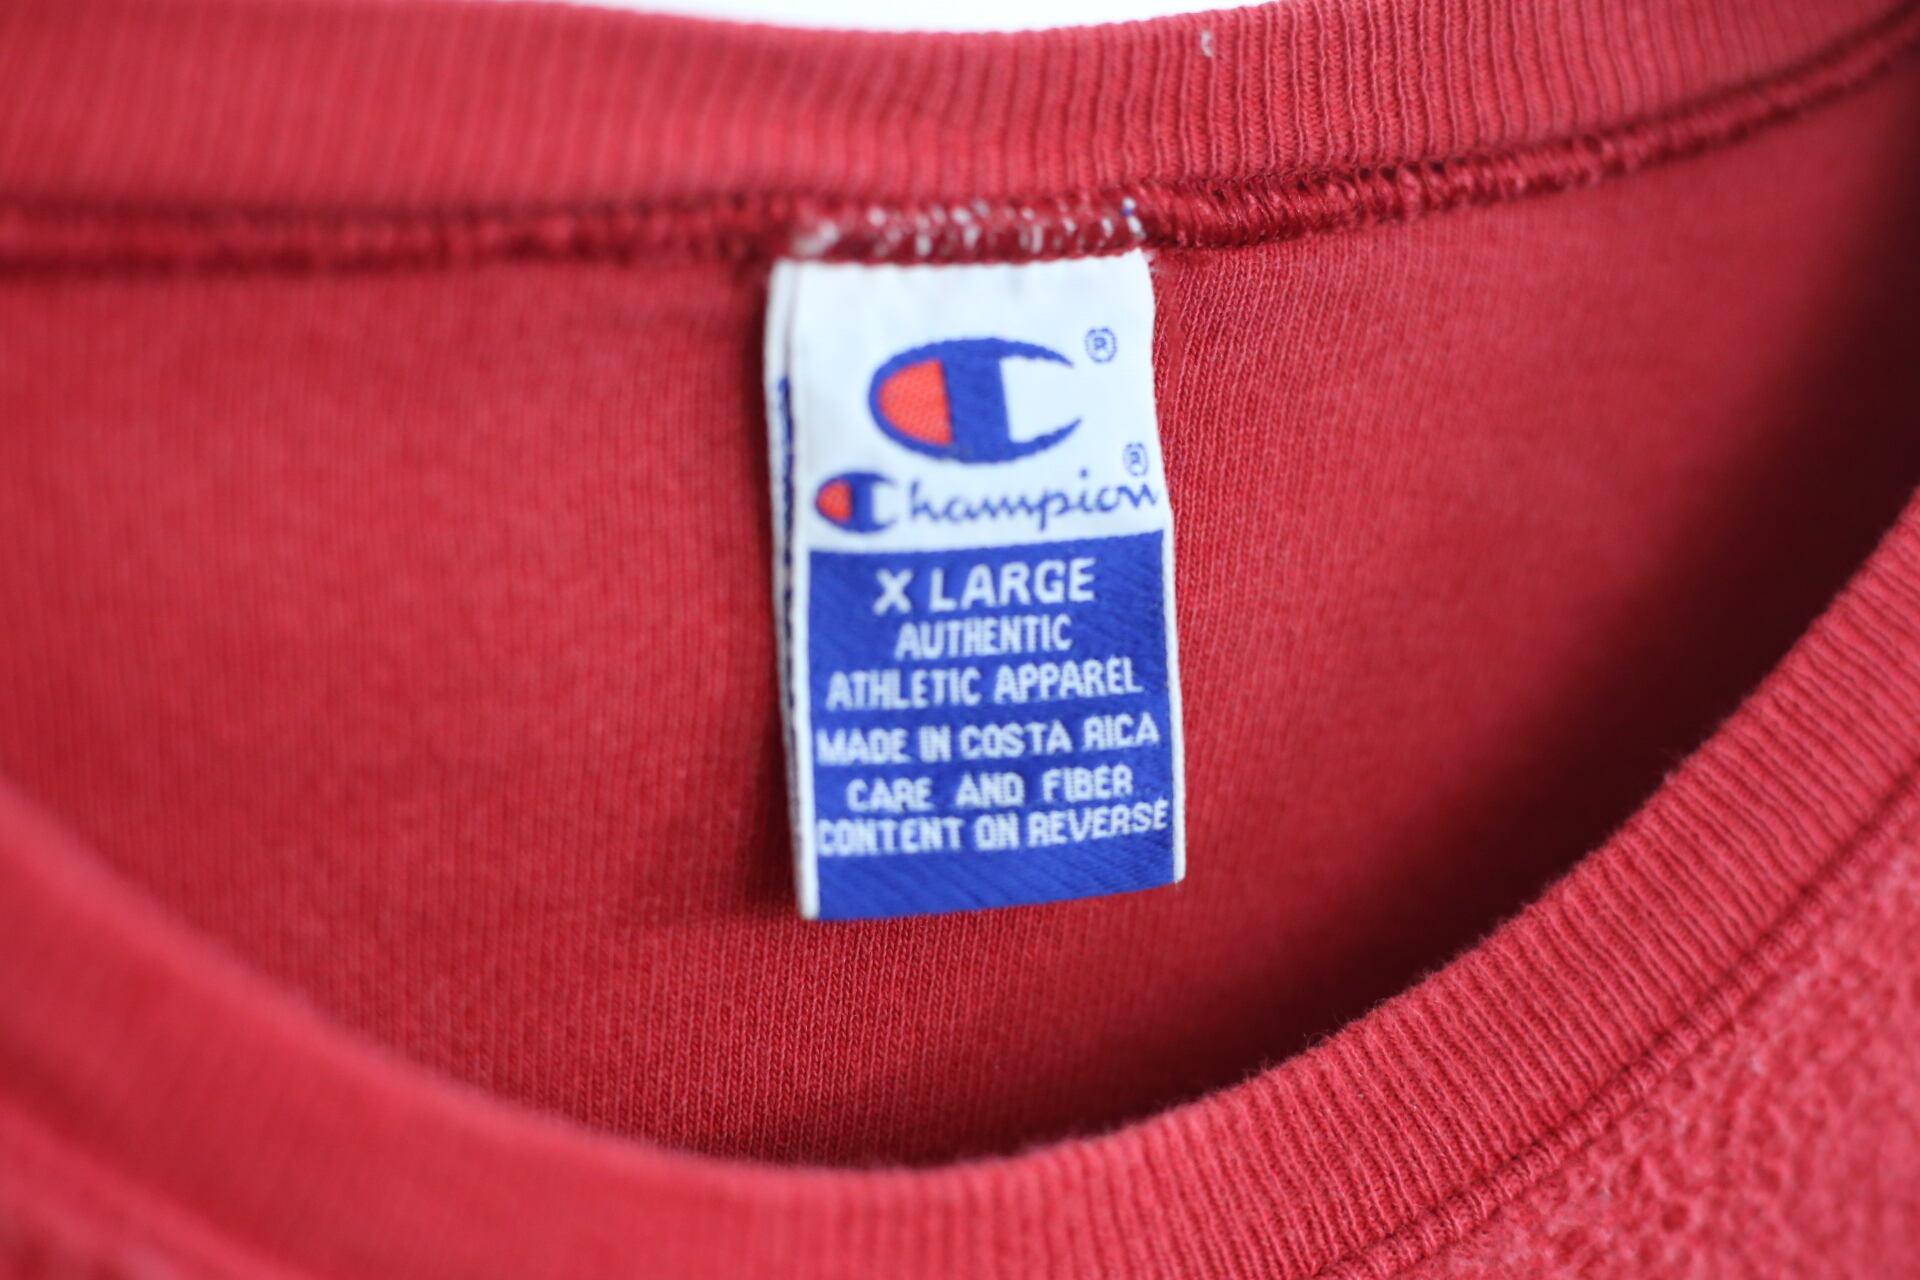 C ®
Champion ®
X LARGE
AUTHENTIC
ATHLETIC APPAREL
MADE IN COSTA RICA
CARE AND FIBER
CONTENT ON REVERSE